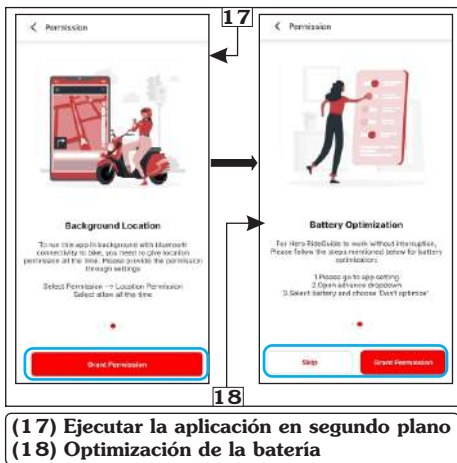 Permission
17
Background Location
To run this app in background with bluetooth
connectivity to bike, you need to give location
permission all the time. Please provide the permission
through settings
Select Permission --> Location Permission
Select allow all the time
Grant Permission
Permission
Battery Optimization
For Hero RideGuide to work without interruption,
Please follow the steps mentioned below for battery
optimization:
1.Please go to app setting
2.Open advance dropdown
3.Select battery and choose 'Don't optimize'
Skip
Grant Permission
18
(17) Ejecutar la aplicación en segundo plano
(18) Optimización de la batería